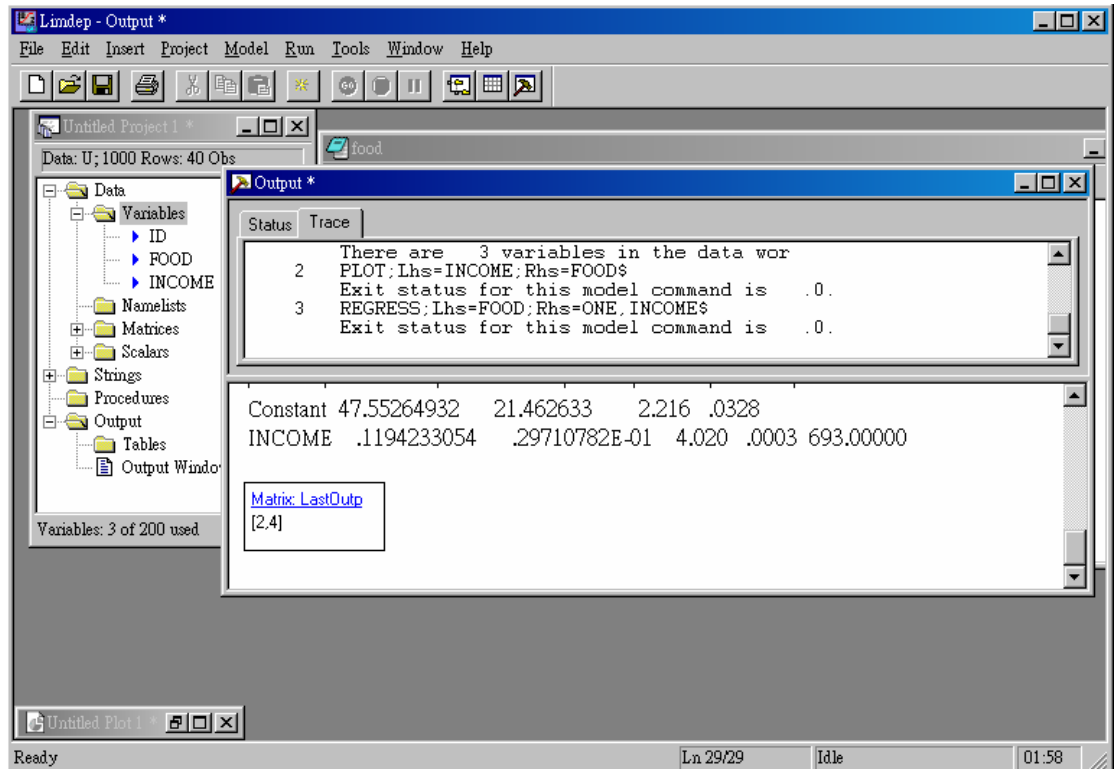 Limdep - Output *
File Edit Insert Project Model Run Tools Window Help
GO
Untitled Project 1 *
Data: U; 1000 Rows: 40 Obs
Data
Variables
ID
FOOD
INCOME
Namelists
Matrices
Scalars
Strings
Procedures
Output
Tables
Output Windo
Variables: 3 of 200 used
food
Output *
Status Trace
There are 3 variables in the data wor
2 PLOT;Lhs=INCOME;Rhs=FOOD$
Exit status for this model command is .0.
3 REGRESS;Lhs=FOOD;Rhs=ONE,INCOME$
Exit status for this model command is .0.
Constant 47.55264932 21.462633 2.216 .0328
INCOME .1194233054 .29710782E-01 4.020 .0003 693.00000
Matrix: LastOutp
[2,4]
Untitled Plot 1 *
Ready Ln 29/29 Idle 01:58